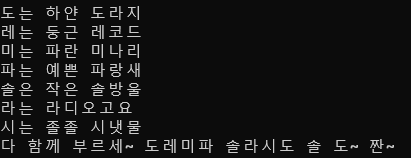 도는 하얀 도라지
레는 둥근 레코드
미는 파란 미나리
파는 예쁜 파랑새
솔은 작은 솔방울
라는 라디오고요
시는 졸졸 시냇물
다 함께 부르세~ 도레미파 솔라시도 솔 도~ 짠~